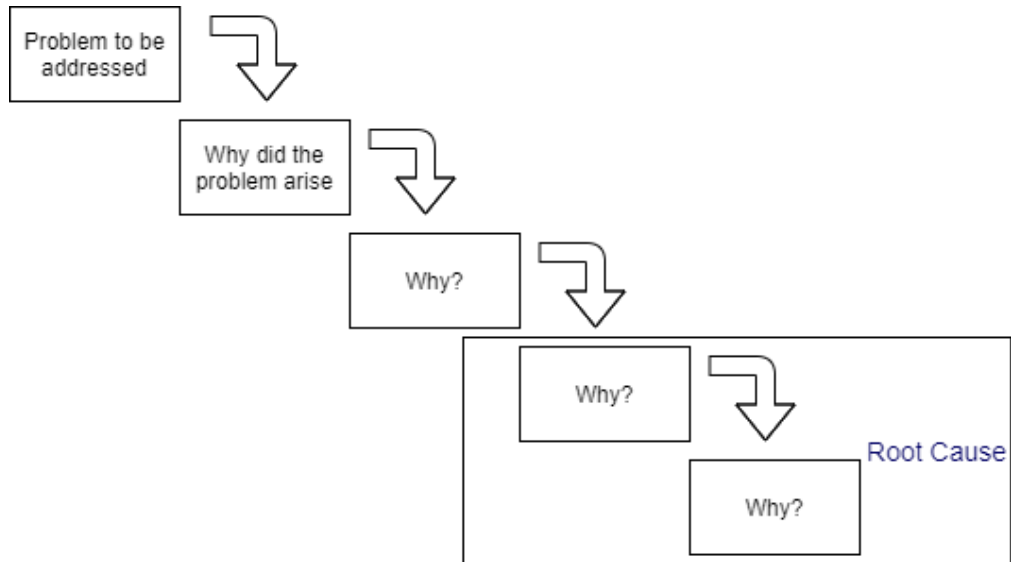 Problem to be
addressed
Why did the
problem arise
Why?
Why?
Root Cause
Why?